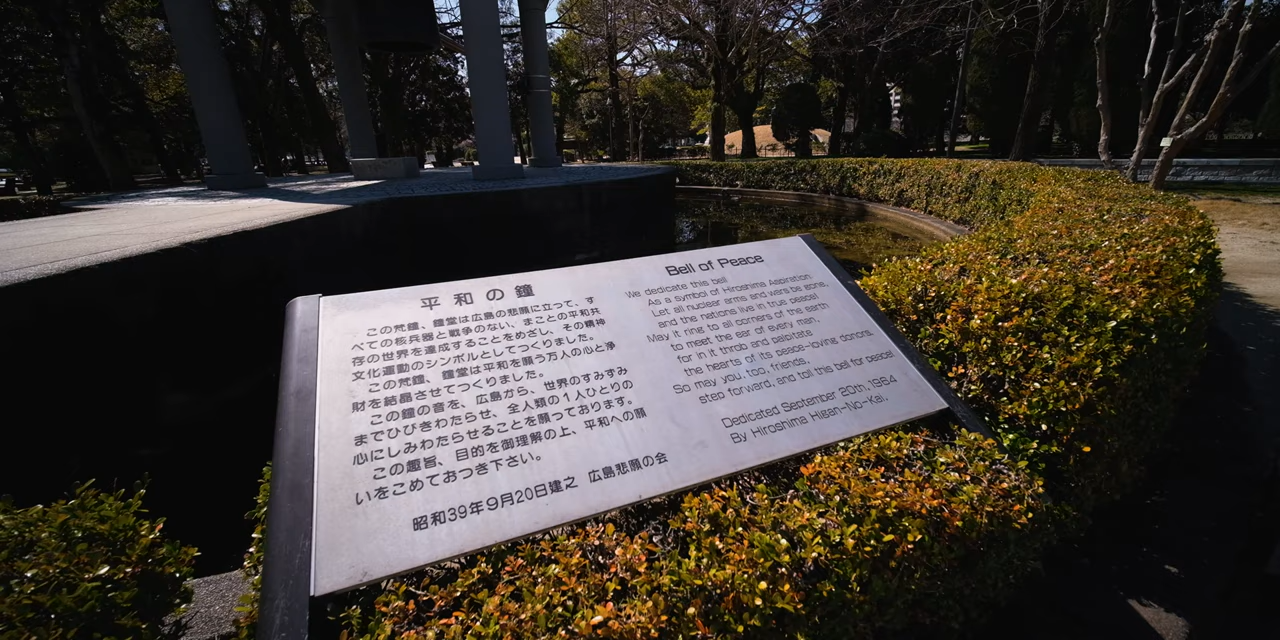 平和の鐘
この梵鐘、鐘堂は広島の悲願に立って、す
べての核兵器と戦争のない、まことの平和共
存の世界を達成することをめざし、その精神
文化運動のシンボルとしてつくりました。
この梵鐘、鐘堂は平和を願う万人の心と浄
財を結晶させてつくりました。
この鐘の音を、広島から、世界のすみずみ
までひびきわたらせ、全人類の1人ひとりの
心にしみわたらせることを願っております。
この趣旨、目的を御理解の上、平和への願
いをこめておつき下さい。
昭和39年9月20日建之 広島悲願の会
Bell of Peace
We dedicate this bell
As a symbol of Hiroshima Aspiration:
Let all nuclear arms and wars be gone,
and the nations live in true peace!
May it ring to all corners of the earth
to meet the ear of every man,
for in it throb and palpitate
the hearts of its peace-loving donors.
So may you, too, friends,
step forward, and toll this bell for peace!
Dedicated September 20th, 1964
By Hiroshima Higan-No-Kai.